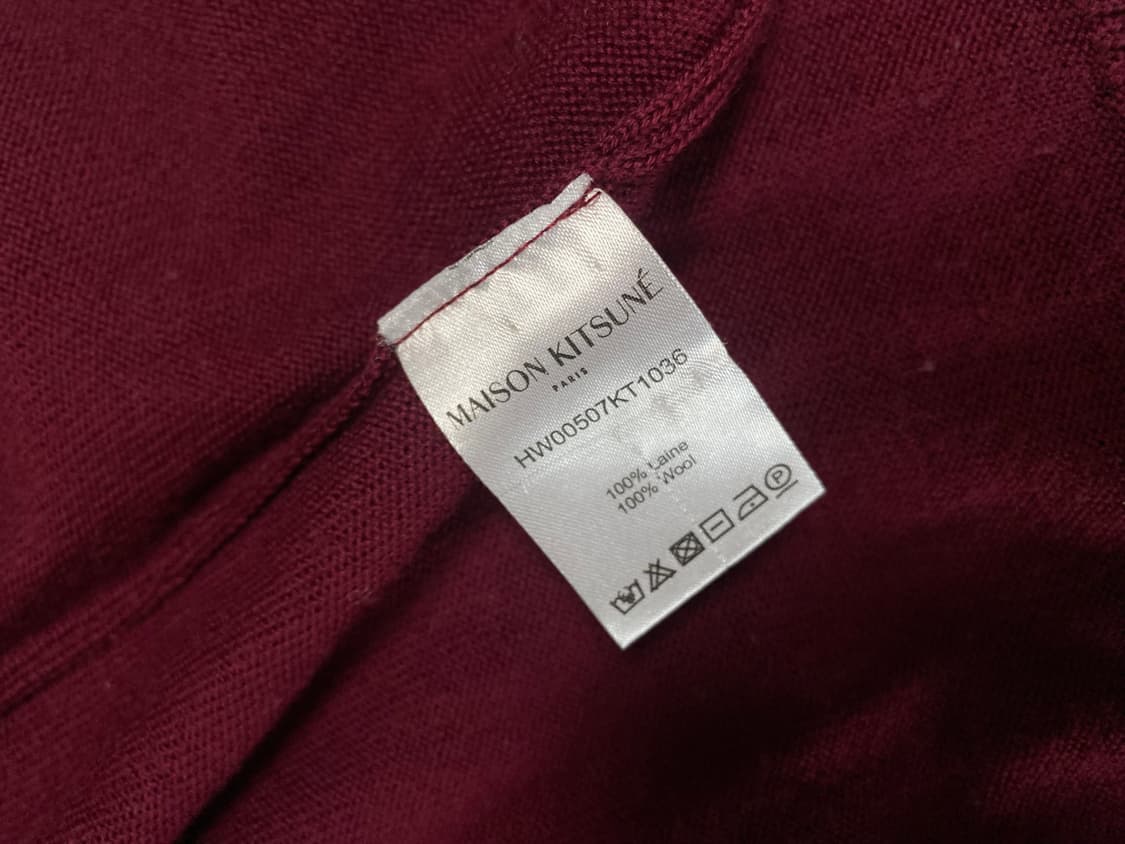 MAISON KITSUNÉ
PARIS
HW00507KT1036
100% Laine
100% Wool
P